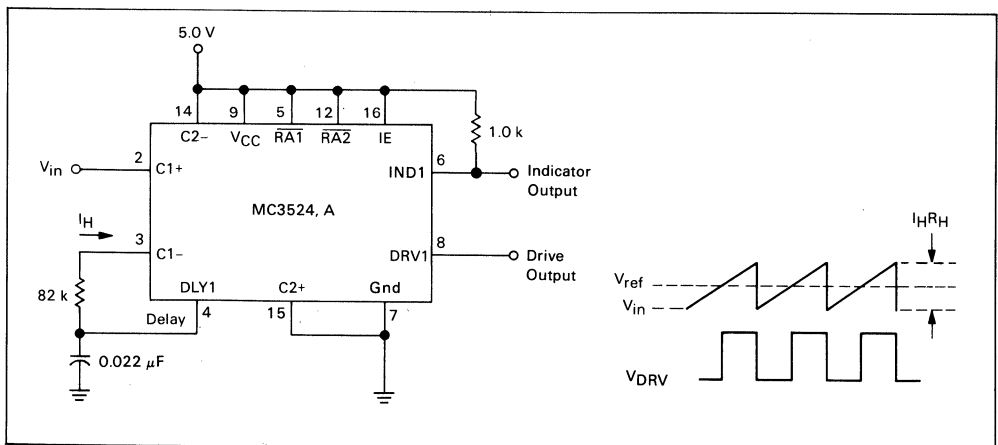 5.0 V
14
9
5
12
16
C2–
VCC
RA1
RA2
IE
1.0 k
Vin
2
C1+
6
IND1
Indicator
Output
MC3524, A
IH
3
C1–
8
DRV1
Drive
Output
82 k
DLY1
C2+
Gnd
Delay
4
15
7
0.022 μF
IHRH
Vref
Vin
VDRV